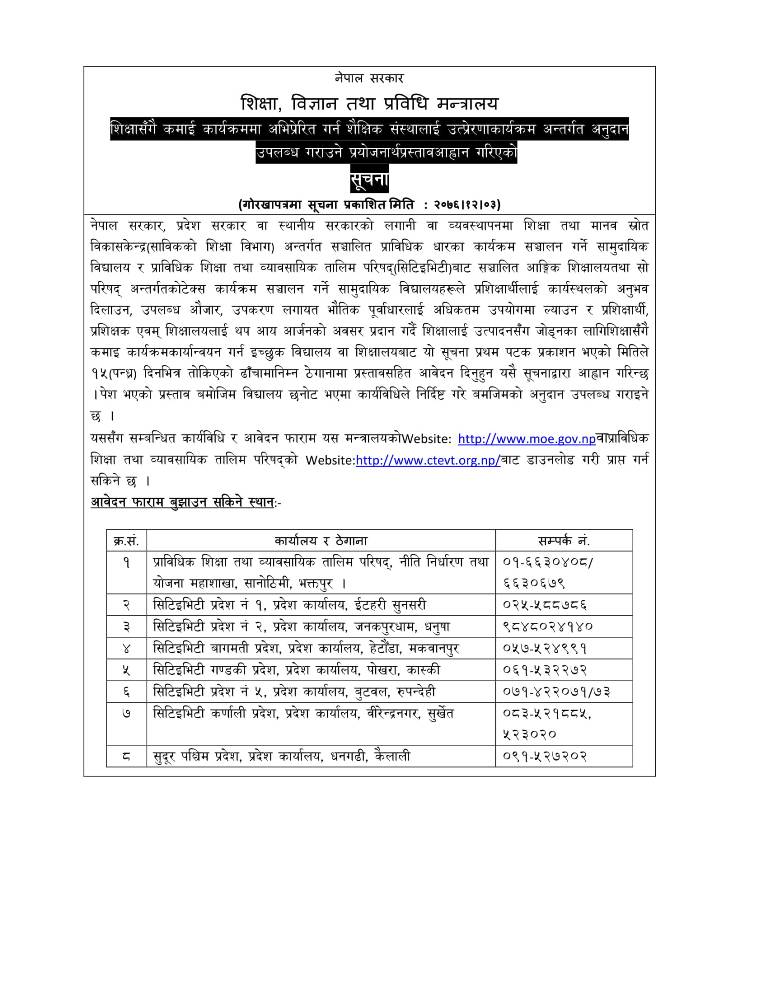 नेपाल सरकार
शिक्षा, विज्ञान तथा प्रविधि मन्त्रालय
शिक्षासँगै कमाई कार्यक्रममा अभिप्रेरित गर्न शैक्षिक संस्थालाई उत्प्रेरणाकार्यक्रम अन्तर्गत अनुदान
उपलब्ध गराउने प्रयोजनार्थप्रस्तावआह्वान गरिएको
सूचना
(गोरखापत्रमा सूचना प्रकाशित मिति : २०७६।१२।०३)
नेपाल सरकार, प्रदेश सरकार वा स्थानीय सरकारको लगानी वा व्यवस्थापनमा शिक्षा तथा मानव स्रोत
विकासकेन्द्र(साविकको शिक्षा विभाग) अन्तर्गत सञ्चालित प्राविधिक धारका कार्यक्रम सञ्चालन गर्ने सामुदायिक
विद्यालय र प्राविधिक शिक्षा तथा व्यावसायिक तालिम परिषद्(सिटिइभिटी)बाट सञ्चालित आङ्गिक शिक्षालयतथा सो
परिषद् अन्तर्गतकोटेक्स कार्यक्रम सञ्चालन गर्ने सामुदायिक विद्यालयहरूले प्रशिक्षार्थीलाई कार्यस्थलको अनुभव
दिलाउन, उपलब्ध औजार, उपकरण लगायत भौतिक पूर्वाधारलाई अधिकतम उपयोगमा ल्याउन र प्रशिक्षार्थी,
प्रशिक्षक एवम् शिक्षालयलाई थप आय आर्जनको अवसर प्रदान गर्दै शिक्षालाई उत्पादनसँग जोड्नका लागिशिक्षासँगै
कमाइ कार्यक्रमकार्यान्वयन गर्न इच्छुक विद्यालय वा शिक्षालयबाट यो सूचना प्रथम पटक प्रकाशन भएको मितिले
१५(पन्ध्र) दिनभित्र तोकिएको ढाँचामानिम्न ठेगानामा प्रस्तावसहित आवेदन दिनुहुन यसै सूचनाद्वारा आह्वान गरिन्छ
।पेश भएको प्रस्ताव बमोजिम विद्यालय छनोट भएमा कार्यविधिले निर्दिष्ट गरे बमजिमको अनुदान उपलब्ध गराइने
छ ।
यससँग सम्बन्धित कार्यविधि र आवेदन फाराम यस मन्त्रालयकोWebsite: http://www.moe.gov.npवाप्राविधिक
शिक्षा तथा व्यावसायिक तालिम परिषद्को Website:http://www.ctevt.org.np/बाट डाउनलोड गरी प्राप्त गर्न
सकिने छ ।
आवेदन फाराम बुझाउन सकिने स्थानः-
क्र.सं. कार्यालय र ठेगाना सम्पर्क नं.
१ प्राविधिक शिक्षा तथा व्यावसायिक तालिम परिषद्, नीति निर्धारण तथा ०१-६६३०४०८/
योजना महाशाखा, सानोठिमी, भक्तपुर । ६६३०६७९
२ सिटिइभिटी प्रदेश नं १, प्रदेश कार्यालय, ईटहरी सुनसरी ०२५-५८८७८६
३ सिटिइभिटी प्रदेश नं २, प्रदेश कार्यालय, जनकपुरधाम, धनुषा ९८४८०२४१४०
४ सिटिइभिटी बागमती प्रदेश, प्रदेश कार्यालय, हेटौंडा, मकवानपुर ०५७-५२४९९१
५ सिटिइभिटी गण्डकी प्रदेश, प्रदेश कार्यालय, पोखरा, कास्की ०६१-५३२२७२
६ सिटिइभिटी प्रदेश नं ५, प्रदेश कार्यालय, बुटवल, रुपन्देही ०७१-४२२०७१/७३
७ सिटिइभिटी कर्णाली प्रदेश, प्रदेश कार्यालय, वीरेन्द्रनगर, सुर्खेत ०८३-५२१८८५,
५२३०२०
८ सुदूर पश्चिम प्रदेश, प्रदेश कार्यालय, धनगढी, कैलाली ०९१-५२७२०२